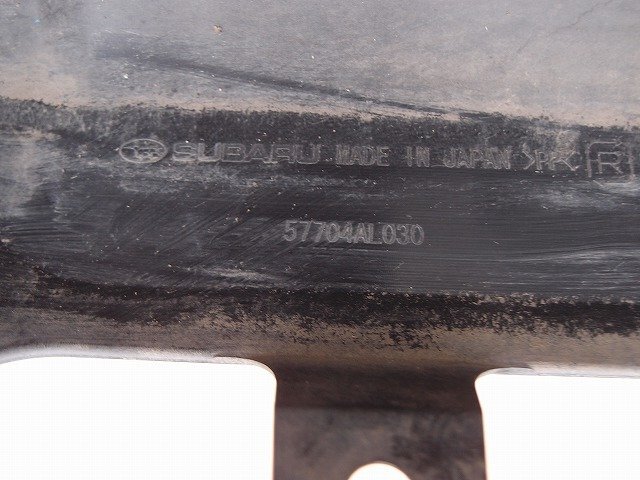 SUBARU MADE IN JAPAN >PP< R
57704AL030